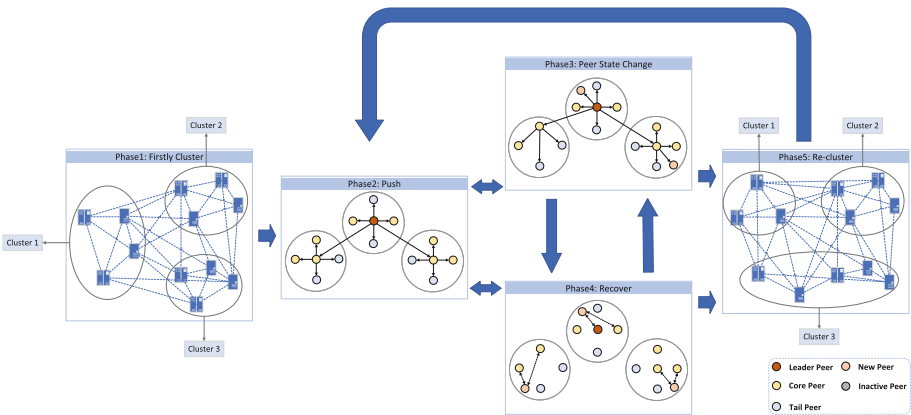 Phase3: Peer State Change
Cluster 2
Cluster 1
Cluster 2
Phase1: Firstly Cluster
Phase5: Re-cluster
Phase2: Push
Cluster 1
Phase4: Recover
Cluster 3
Cluster 3
Leader Peer
New Peer
Core Peer
Inactive Peer
Tail Peer